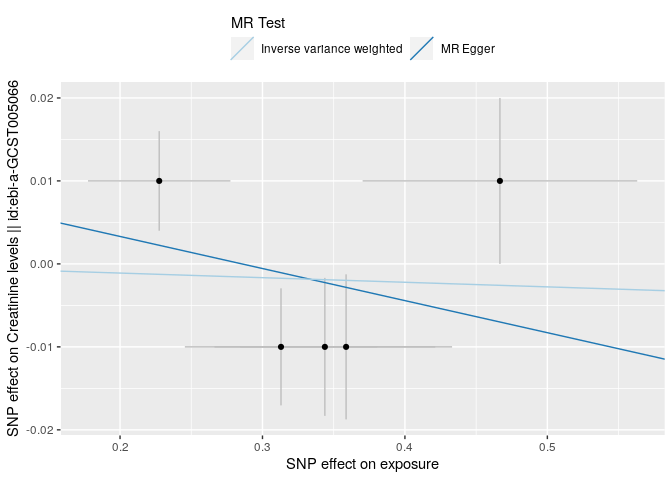 MR Test
Inverse variance weighted
MR Egger
SNP effect on Creatinine levels || id:ebi-a-GCST005066
0.02
0.01
0.00
-0.01
-0.02
0.2
0.3
0.4
0.5
SNP effect on exposure